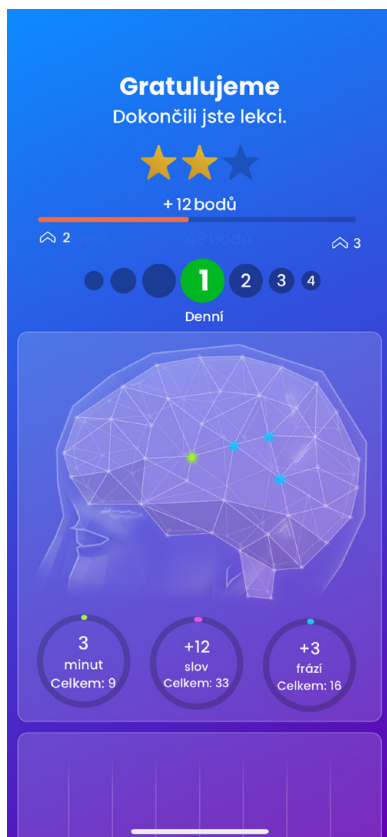 Gratulujeme
Dokončili jste lekci.
+ 12 bodů
2
3
1
2
3
4
Denní
3
minut
Celkem: 9
+12
slov
Celkem: 33
+3
frází
Celkem: 16